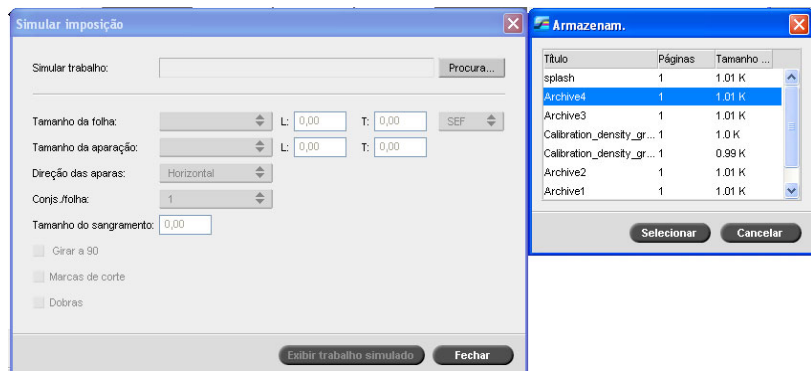 Simular imposição
Simular trabalho:
Procura...
Tamanho da folha: L: 0,00 T: 0,00 SEF
Tamanho da aparação: L: 0,00 T: 0,00
Direção das aparas: Horizontal
Conjs./folha: 1
Tamanho do sangramento: 0,00
Girar a 90
Marcas de corte
Dobras
Exibir trabalho simulado Fechar
Armazenam.
Título Páginas Tamanho ...
splash 1 1.01 K
Archive4 1 1.01 K
Archive3 1 1.01 K
Calibration_density_gr... 1 1.0 K
Calibration_density_gr... 1 0.99 K
Archive2 1 1.01 K
Archive1 1 1.01 K
Selecionar Cancelar